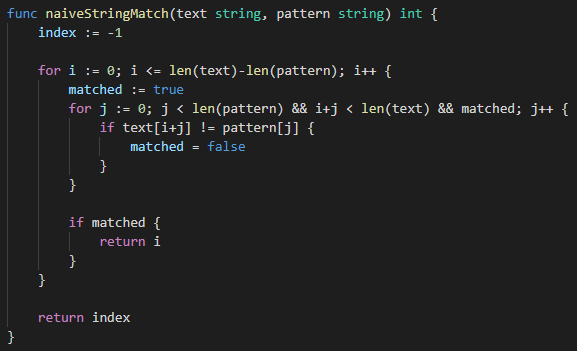 func naiveStringMatch(text string, pattern string) int {
    index := -1

    for i := 0; i <= len(text)-len(pattern); i++ {
        matched := true
        for j := 0; j < len(pattern) && i+j < len(text) && matched; j++ {
            if text[i+j] != pattern[j] {
                matched = false
            }
        }

        if matched {
            return i
        }
    }

    return index
}